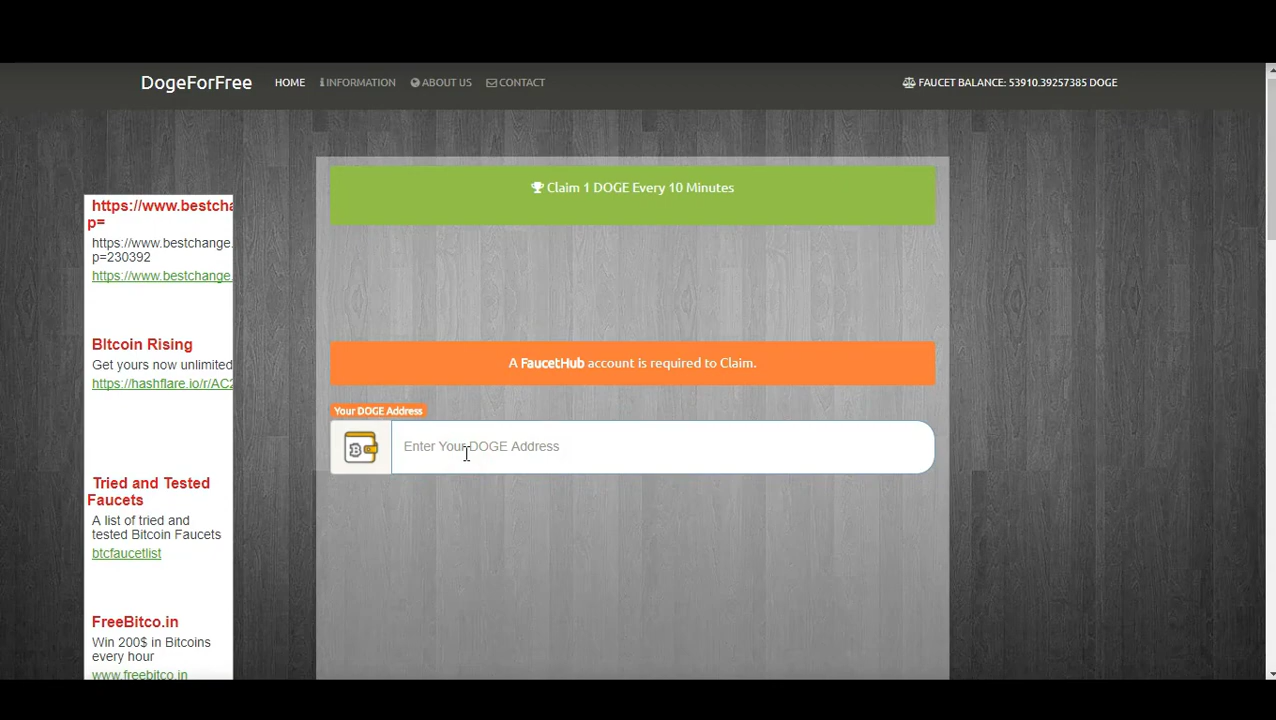 DogeForFree HOME INFORMATION ABOUT US CONTACT FAUCET BALANCE: 53910.39257385 DOGE
Claim 1 DOGE Every 10 Minutes
https://www.bestcha
p=
https://www.bestchange.
p=230392
https://www.bestchange.
BItcoin Rising
Get yours now unlimited
https://hashflare.io/r/AC2
A FaucetHub account is required to Claim.
Your DOGE Address
Enter Your DOGE Address
Tried and Tested
Faucets
A list of tried and
tested Bitcoin Faucets
btcfaucetlist
FreeBitco.in
Win 200$ in Bitcoins
every hour
www.freebitco.in